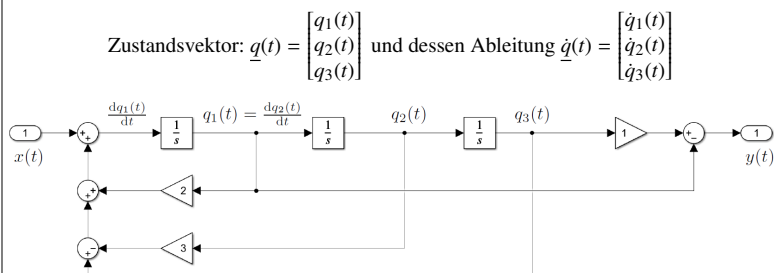 Zustandsvektor: q(t) = [q₁(t) q₂(t) q₃(t)] und dessen Ableitung q̇(t) = [q̇₁(t) q̇₂(t) q̇₃(t)]
dq₁(t)/dt q₁(t) = dq₂(t)/dt q₂(t) q₃(t)
1 + + 1/s 1/s 1/s 1 + − 1
x(t) y(t)
+ + 2
+ − 3